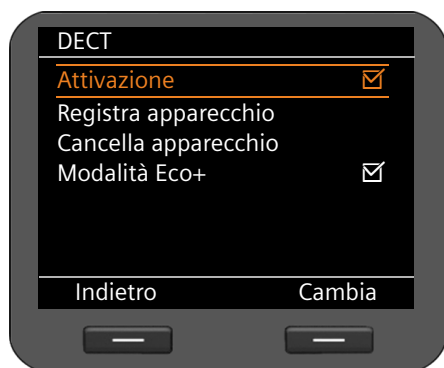 DECT
Attivazione
Registra apparecchio
Cancella apparecchio
Modalità Eco+
Indietro Cambia